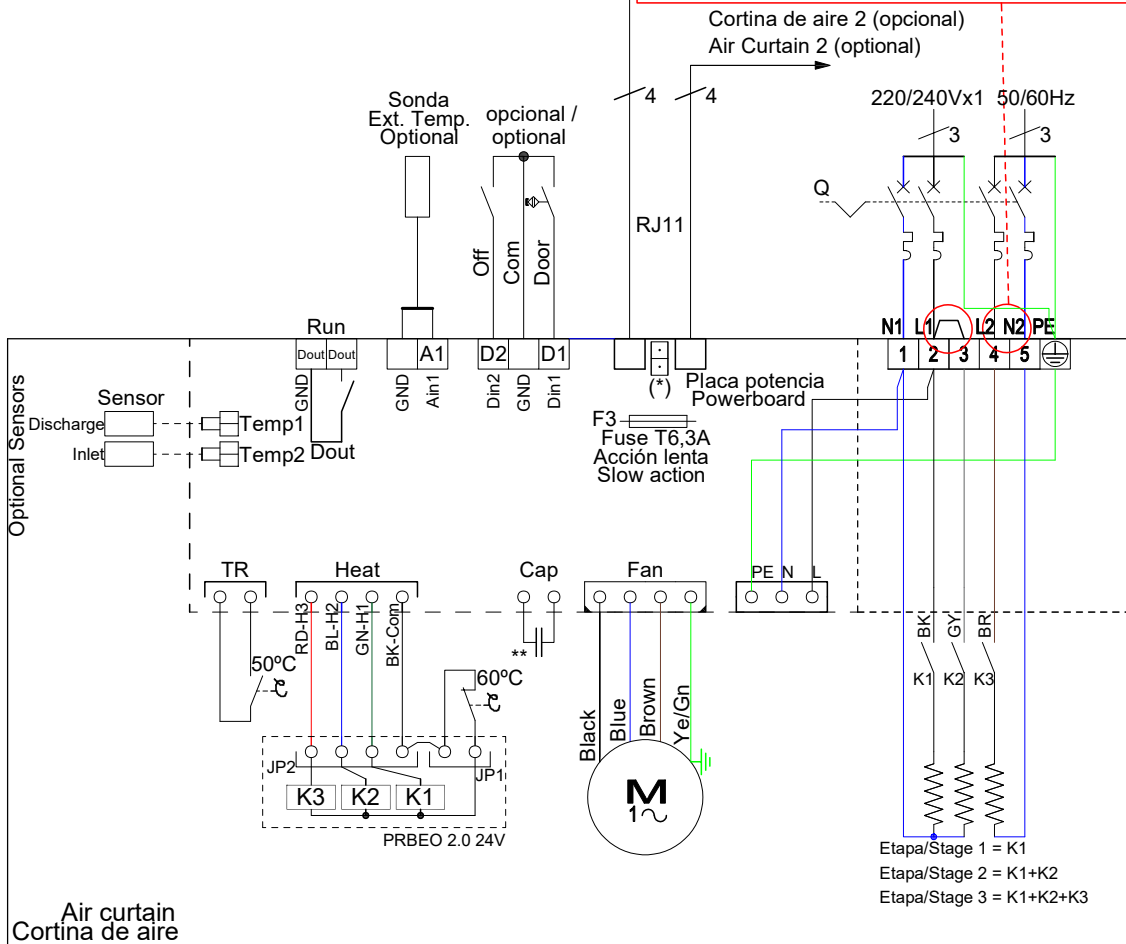 Cortina de aire 2 (opcional)
Air Curtain 2 (optional)
4
4
220/240Vx1
50/60Hz
3
3
Sonda
Ext. Temp.
Optional
opcional /
optional
Q
RJ11
Off
Com
Door
Run
N1
L1
L2
N2
PE
Dout
Dout
A1
D2
D1
1
2
3
4
5
GND
GND
Ain1
Din2
GND
Din1
(*)
Placa potencia
Powerboard
F3
Fuse T6,3A
Acción lenta
Slow action
Optional Sensors
Sensor
Discharge
Temp1
Inlet
Temp2
Dout
TR
Heat
Cap
Fan
PE
N
L
RD-H3
BL-H2
GN-H1
BK-Com
**
50ºC
60ºC
Black
Blue
Brown
Ye/Gn
BK
GY
BR
K1
K2
K3
JP2
JP1
K3
K2
K1
PRBEO 2.0 24V
M
1
Etapa/Stage 1 = K1
Etapa/Stage 2 = K1+K2
Etapa/Stage 3 = K1+K2+K3
Air curtain
Cortina de aire